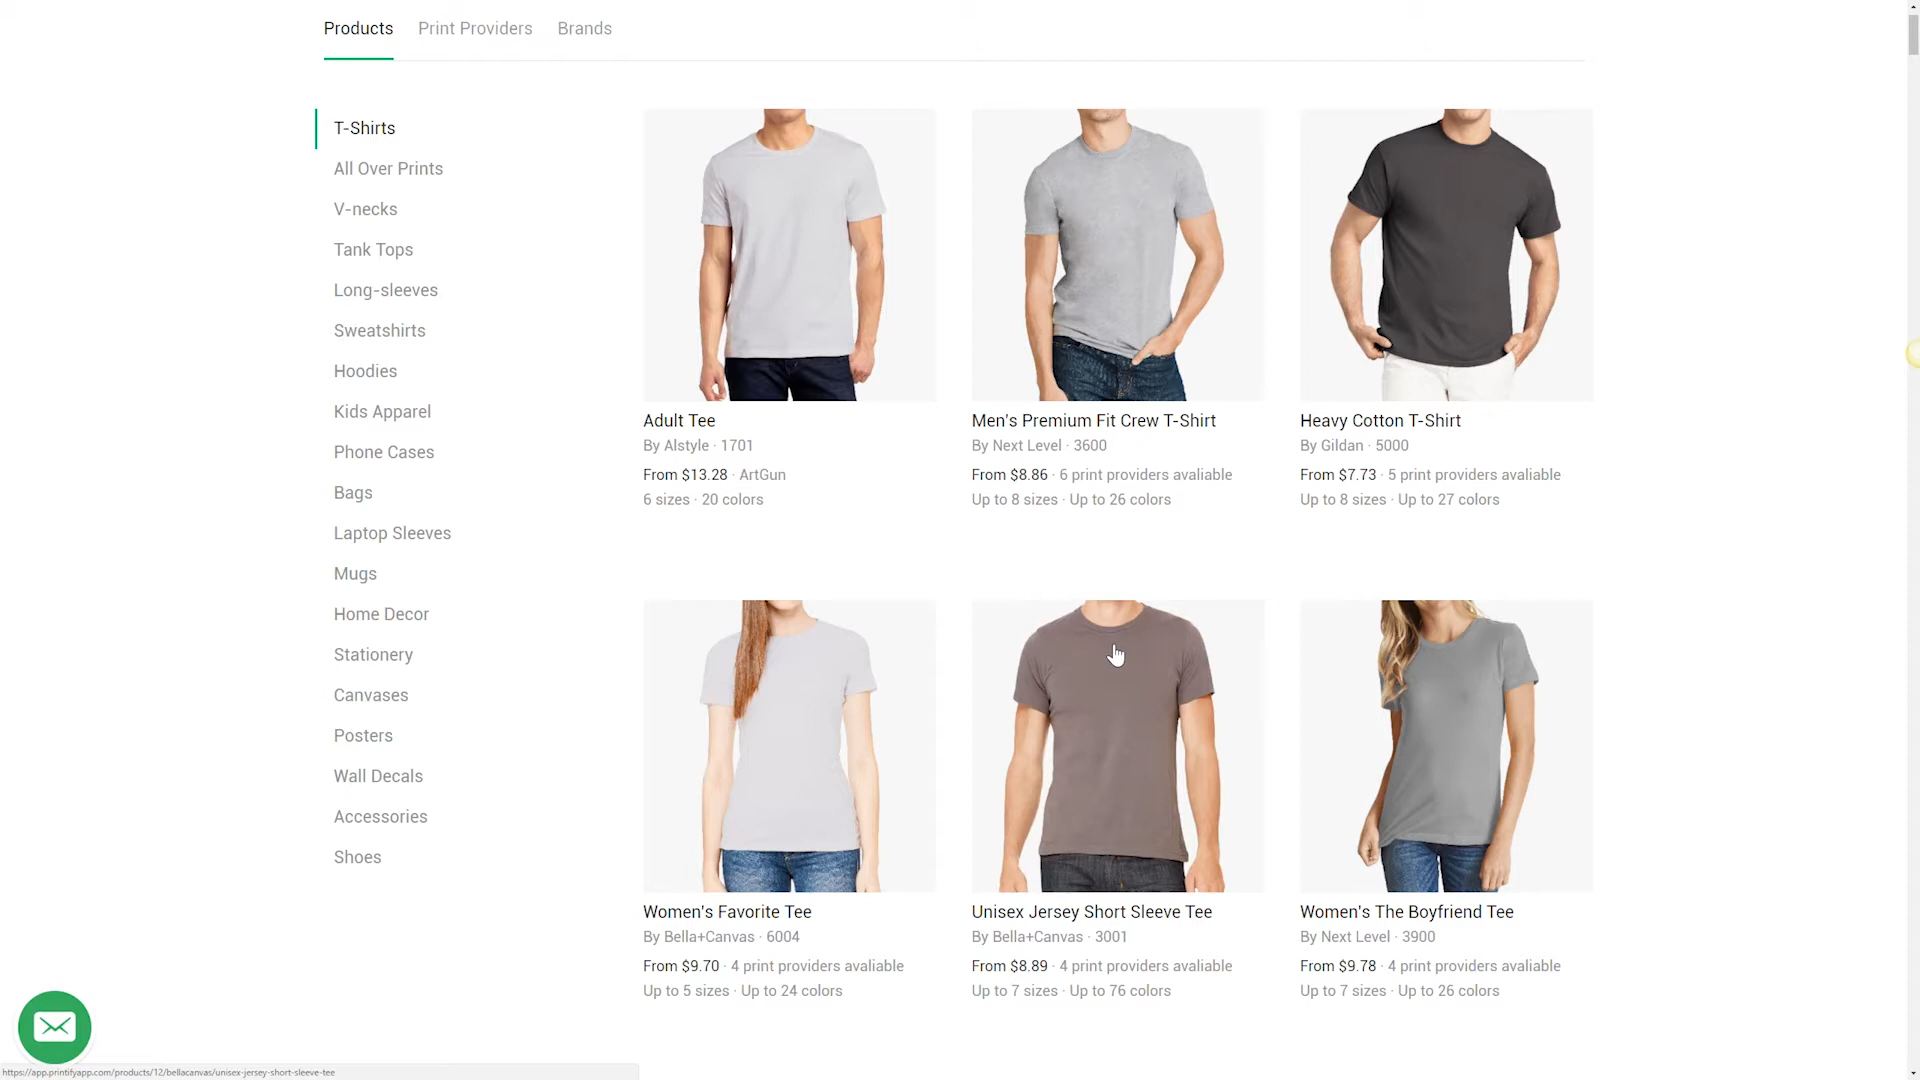 Products Print Providers Brands
T-Shirts
All Over Prints
V-necks
Tank Tops
Long-sleeves
Sweatshirts
Hoodies
Kids Apparel
Phone Cases
Bags
Laptop Sleeves
Mugs
Home Decor
Stationery
Canvases
Posters
Wall Decals
Accessories
Shoes
Adult Tee
By Alstyle · 1701
From $13.28 · ArtGun
6 sizes · 20 colors
Men's Premium Fit Crew T-Shirt
By Next Level · 3600
From $8.86 · 6 print providers avaliable
Up to 8 sizes · Up to 26 colors
Heavy Cotton T-Shirt
By Gildan · 5000
From $7.73 · 5 print providers avaliable
Up to 8 sizes · Up to 27 colors
Women's Favorite Tee
By Bella+Canvas · 6004
From $9.70 · 4 print providers avaliable
Up to 5 sizes · Up to 24 colors
Unisex Jersey Short Sleeve Tee
By Bella+Canvas · 3001
From $8.89 · 4 print providers avaliable
Up to 7 sizes · Up to 76 colors
Women's The Boyfriend Tee
By Next Level · 3900
From $9.78 · 4 print providers avaliable
Up to 7 sizes · Up to 26 colors
https://app.printifyapp.com/products/12/bellacanvas/unisex-jersey-short-sleeve-tee